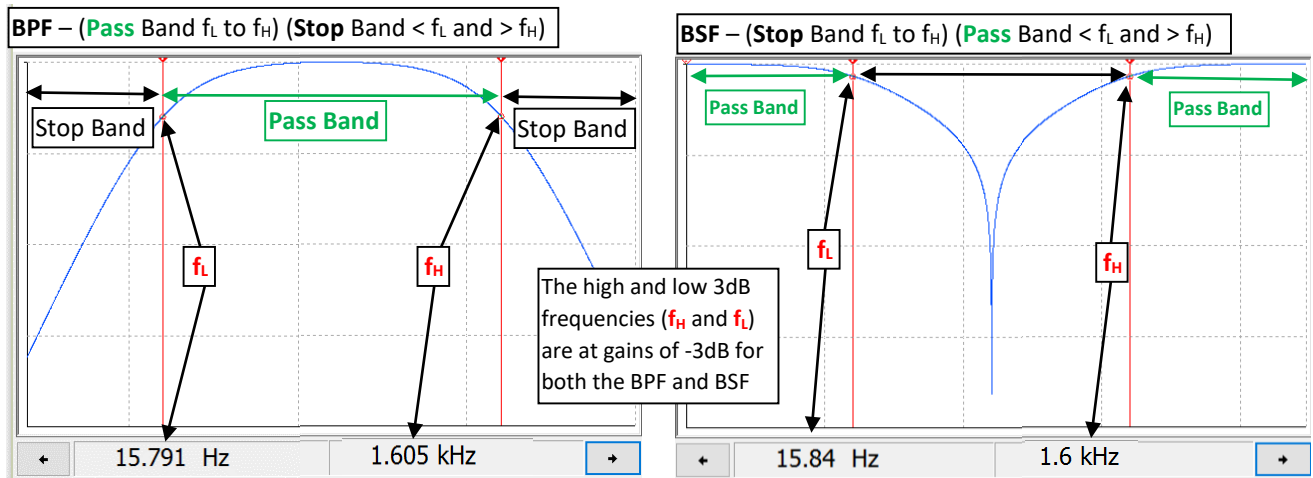 BPF – (Pass Band fL to fH) (Stop Band < fL and > fH)
Stop Band
Pass Band
Stop Band
fL
fH
15.791 Hz
1.605 kHz
The high and low 3dB
frequencies (fH and fL)
are at gains of -3dB for
both the BPF and BSF
BSF – (Stop Band fL to fH) (Pass Band < fL and > fH)
Pass Band
Pass Band
fL
fH
15.84 Hz
1.6 kHz